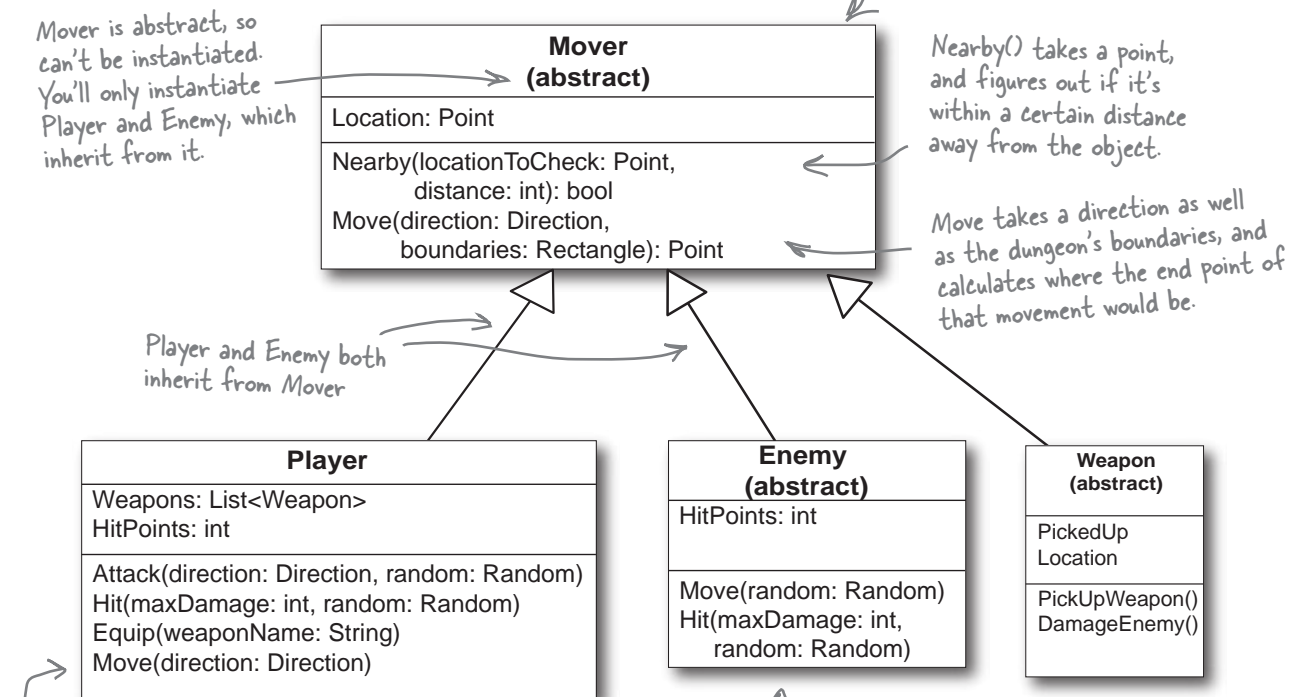 Mover is abstract, so
can't be instantiated.
You'll only instantiate
Player and Enemy, which
inherit from it.
Mover
(abstract)
Location: Point
Nearby(locationToCheck: Point,
distance: int): bool
Move(direction: Direction,
boundaries: Rectangle): Point
Nearby() takes a point,
and figures out if it's
within a certain distance
away from the object.
Move takes a direction as well
as the dungeon's boundaries, and
calculates where the end point of
that movement would be.
Player and Enemy both
inherit from Mover
Player
Weapons: List<Weapon>
HitPoints: int
Attack(direction: Direction, random: Random)
Hit(maxDamage: int, random: Random)
Equip(weaponName: String)
Move(direction: Direction)
Enemy
(abstract)
HitPoints: int
Move(random: Random)
Hit(maxDamage: int,
random: Random)
Weapon
(abstract)
PickedUp
Location
PickUpWeapon()
DamageEnemy()